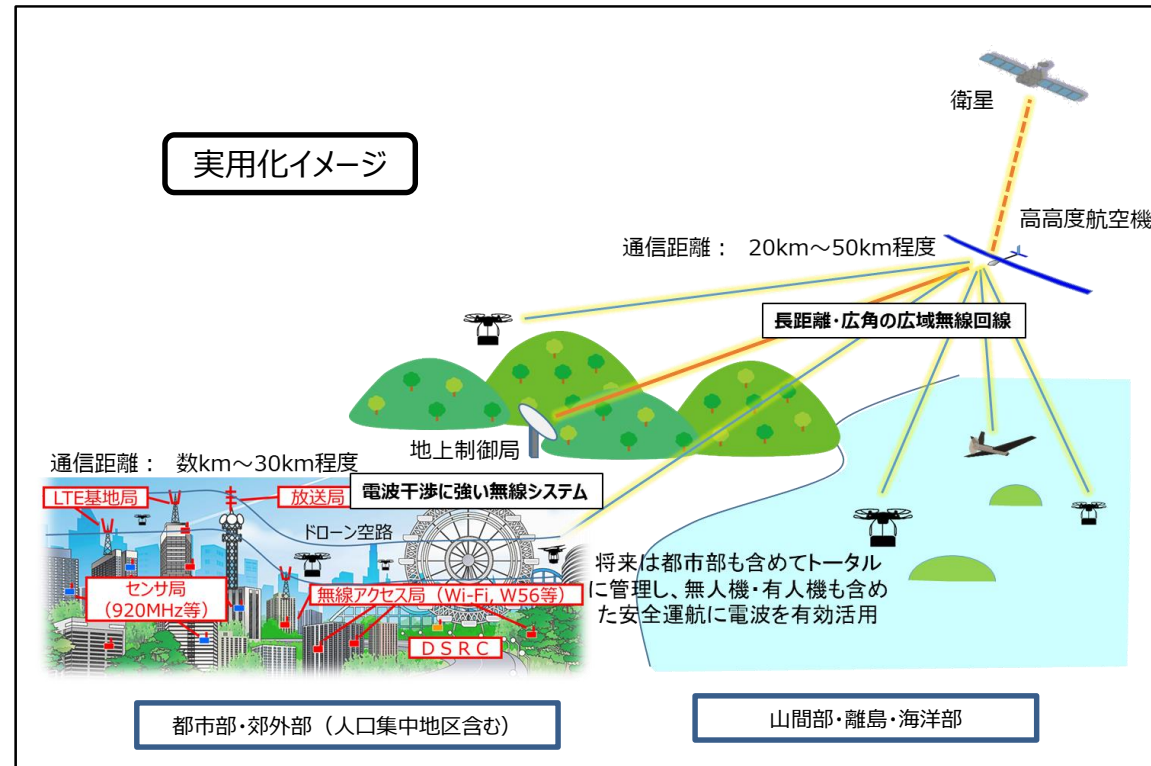 衛星
実用化イメージ
高高度航空機
通信距離： 20km～50km程度
長距離・広角の広域無線回線
地上制御局
通信距離： 数km～30km程度
電波干渉に強い無線システム
LTE基地局
放送局
ドローン空路
センサ局
（920MHz等）
無線アクセス局（Wi-Fi, W56等）
ＤＳＲＣ
将来は都市部も含めてトータル
に管理し、無人機・有人機も含め
た安全運航に電波を有効活用
都市部・郊外部（人口集中地区含む）
山間部・離島・海洋部